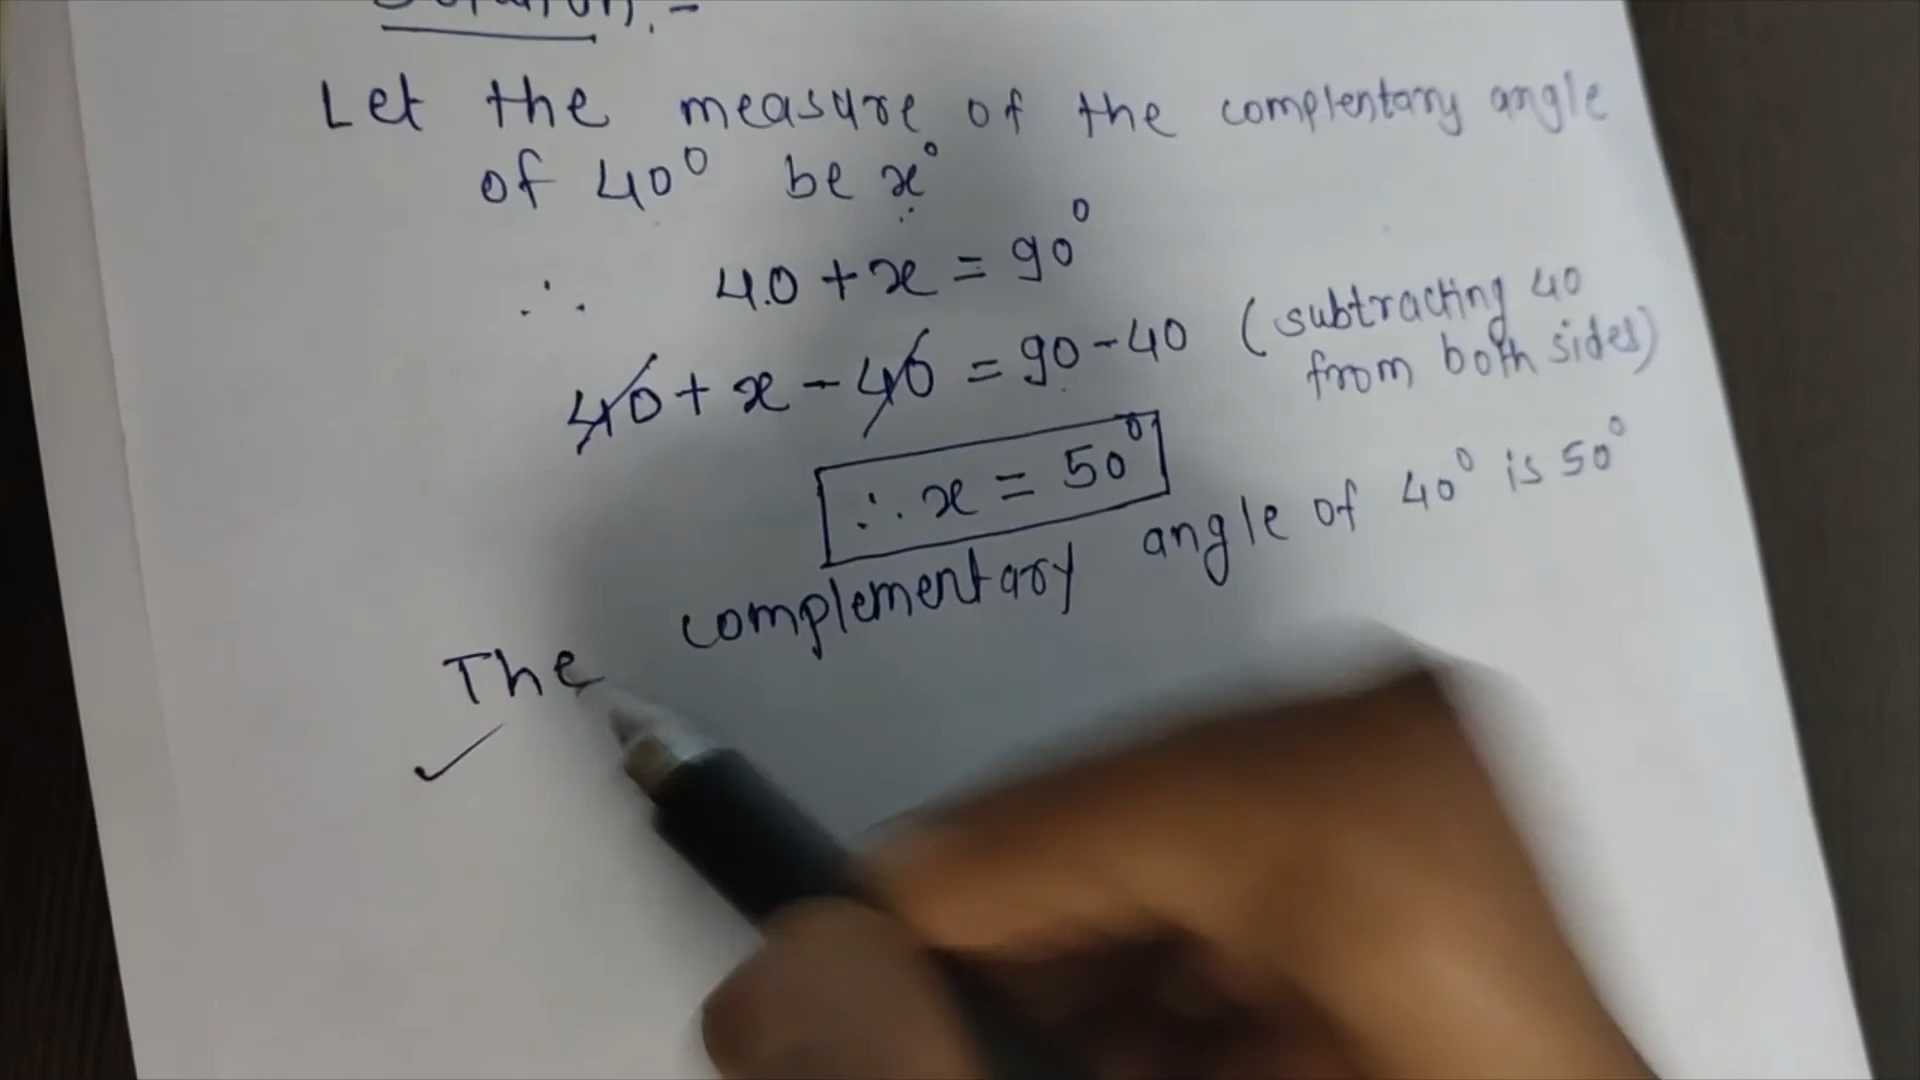 Solution:-
Let the measure of the complentary angle
of 40° be x°
∴ 40 + x = 90°
40 + x - 40 = 90 - 40 (subtracting 40
from both sides)
∴ x = 50°
The complementary angle of 40° is 50°